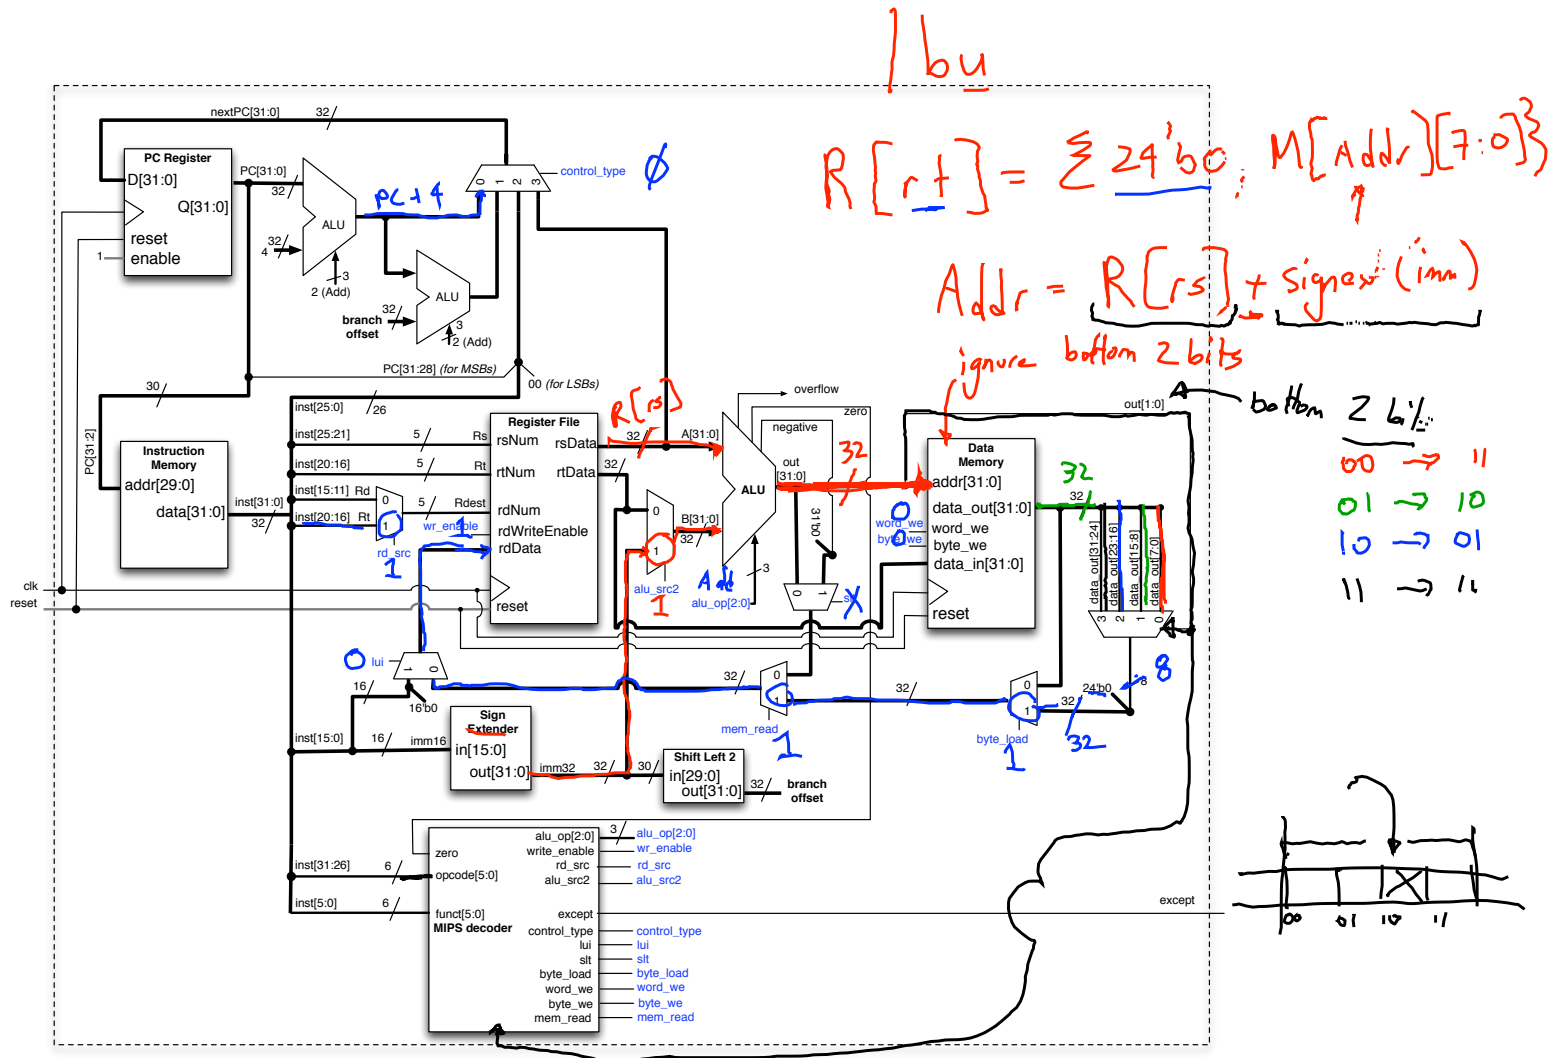 lbu
nextPC[31:0]
32
R[rt] = {24'b0, M[Addr][7:0]}
PC Register
D[31:0]
Q[31:0]
reset
enable
1
PC[31:0]
32
PC+4
0 1 2 3
control_type
0
ALU
32
4
3
2 (Add)
Addr = R[rs] + signext (imm)
ALU
32
branch
offset
3
2 (Add)
ignore bottom 2 bits
PC[31:28] (for MSBs)
00 (for LSBs)
30
PC[31:2]
inst[25:0]
26
overflow
zero
negative
out[1:0]
bottom 2 bits
00 → 11
01 → 10
10 → 01
11 → 11
Instruction
Memory
addr[29:0]
data[31:0]
inst[31:0]
32
inst[25:21]
5
Rs
inst[20:16]
5
Rt
inst[15:11] Rd
0
5
Rdest
inst[20:16] Rt
1
rd_src
1
Register File
rsNum
rtNum
rdNum
rdWriteEnable
rdData
reset
rsData
rtData
wr_enable
1
R[rs]
32
A[31:0]
32
0
1
B[31:0]
32
alu_src2
1
ALU
out
[31:0]
32
Add
3
alu_op[2:0]
31'b0
0 1
X
Data
Memory
addr[31:0]
data_out[31:0]
word_we
byte_we
data_in[31:0]
reset
0
word_we
0
byte_we
32
32
data_out[31:24]
data_out[23:16]
data_out[15:8]
data_out[7:0]
3 2 1 0
clk
reset
0
lui
1 0
16
16'b0
32
0
1
mem_read
1
32
0
1
byte_load
1
32
24'b0
8
8
32
Sign
Extender
in[15:0]
out[31:0]
inst[15:0]
16
imm16
imm32
32
30
Shift Left 2
in[29:0]
out[31:0]
32
branch
offset
zero
inst[31:26]
6
opcode[5:0]
inst[5:0]
6
funct[5:0]
MIPS decoder
alu_op[2:0]
3
alu_op[2:0]
write_enable
wr_enable
rd_src
rd_src
alu_src2
alu_src2
except
except
control_type
control_type
lui
lui
slt
slt
byte_load
byte_load
word_we
word_we
byte_we
byte_we
mem_read
mem_read
00 01 10 11